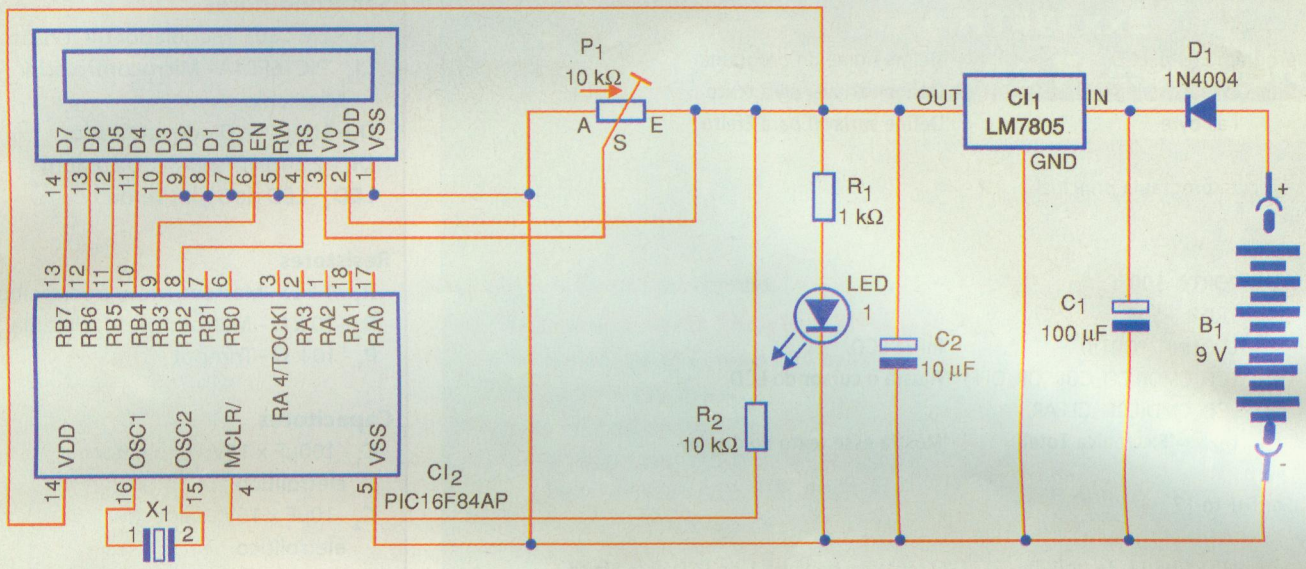 P1
10 kΩ
A
E
S
OUT
CI1
LM7805
IN
GND
D1
1N4004
D7
D6
D5
D4
D3
D2
D1
D0
EN
RW
RS
V0
VDD
VSS
14
13
12
11
10
9
8
7
6
5
4
3
2
1
R1
1 kΩ
LED
1
C2
10 µF
C1
100 µF
B1
9 V
+
-
R2
10 kΩ
13
12
11
10
9
8
7
6
3
2
1
18
17
RB7
RB6
RB5
RB4
RB3
RB2
RB1
RB0
RA 4/TOCKI
RA3
RA2
RA1
RA0
VDD
OSC1
OSC2
MCLR/
VSS
14
16
15
4
5
CI2
PIC16F84AP
X1
1
2